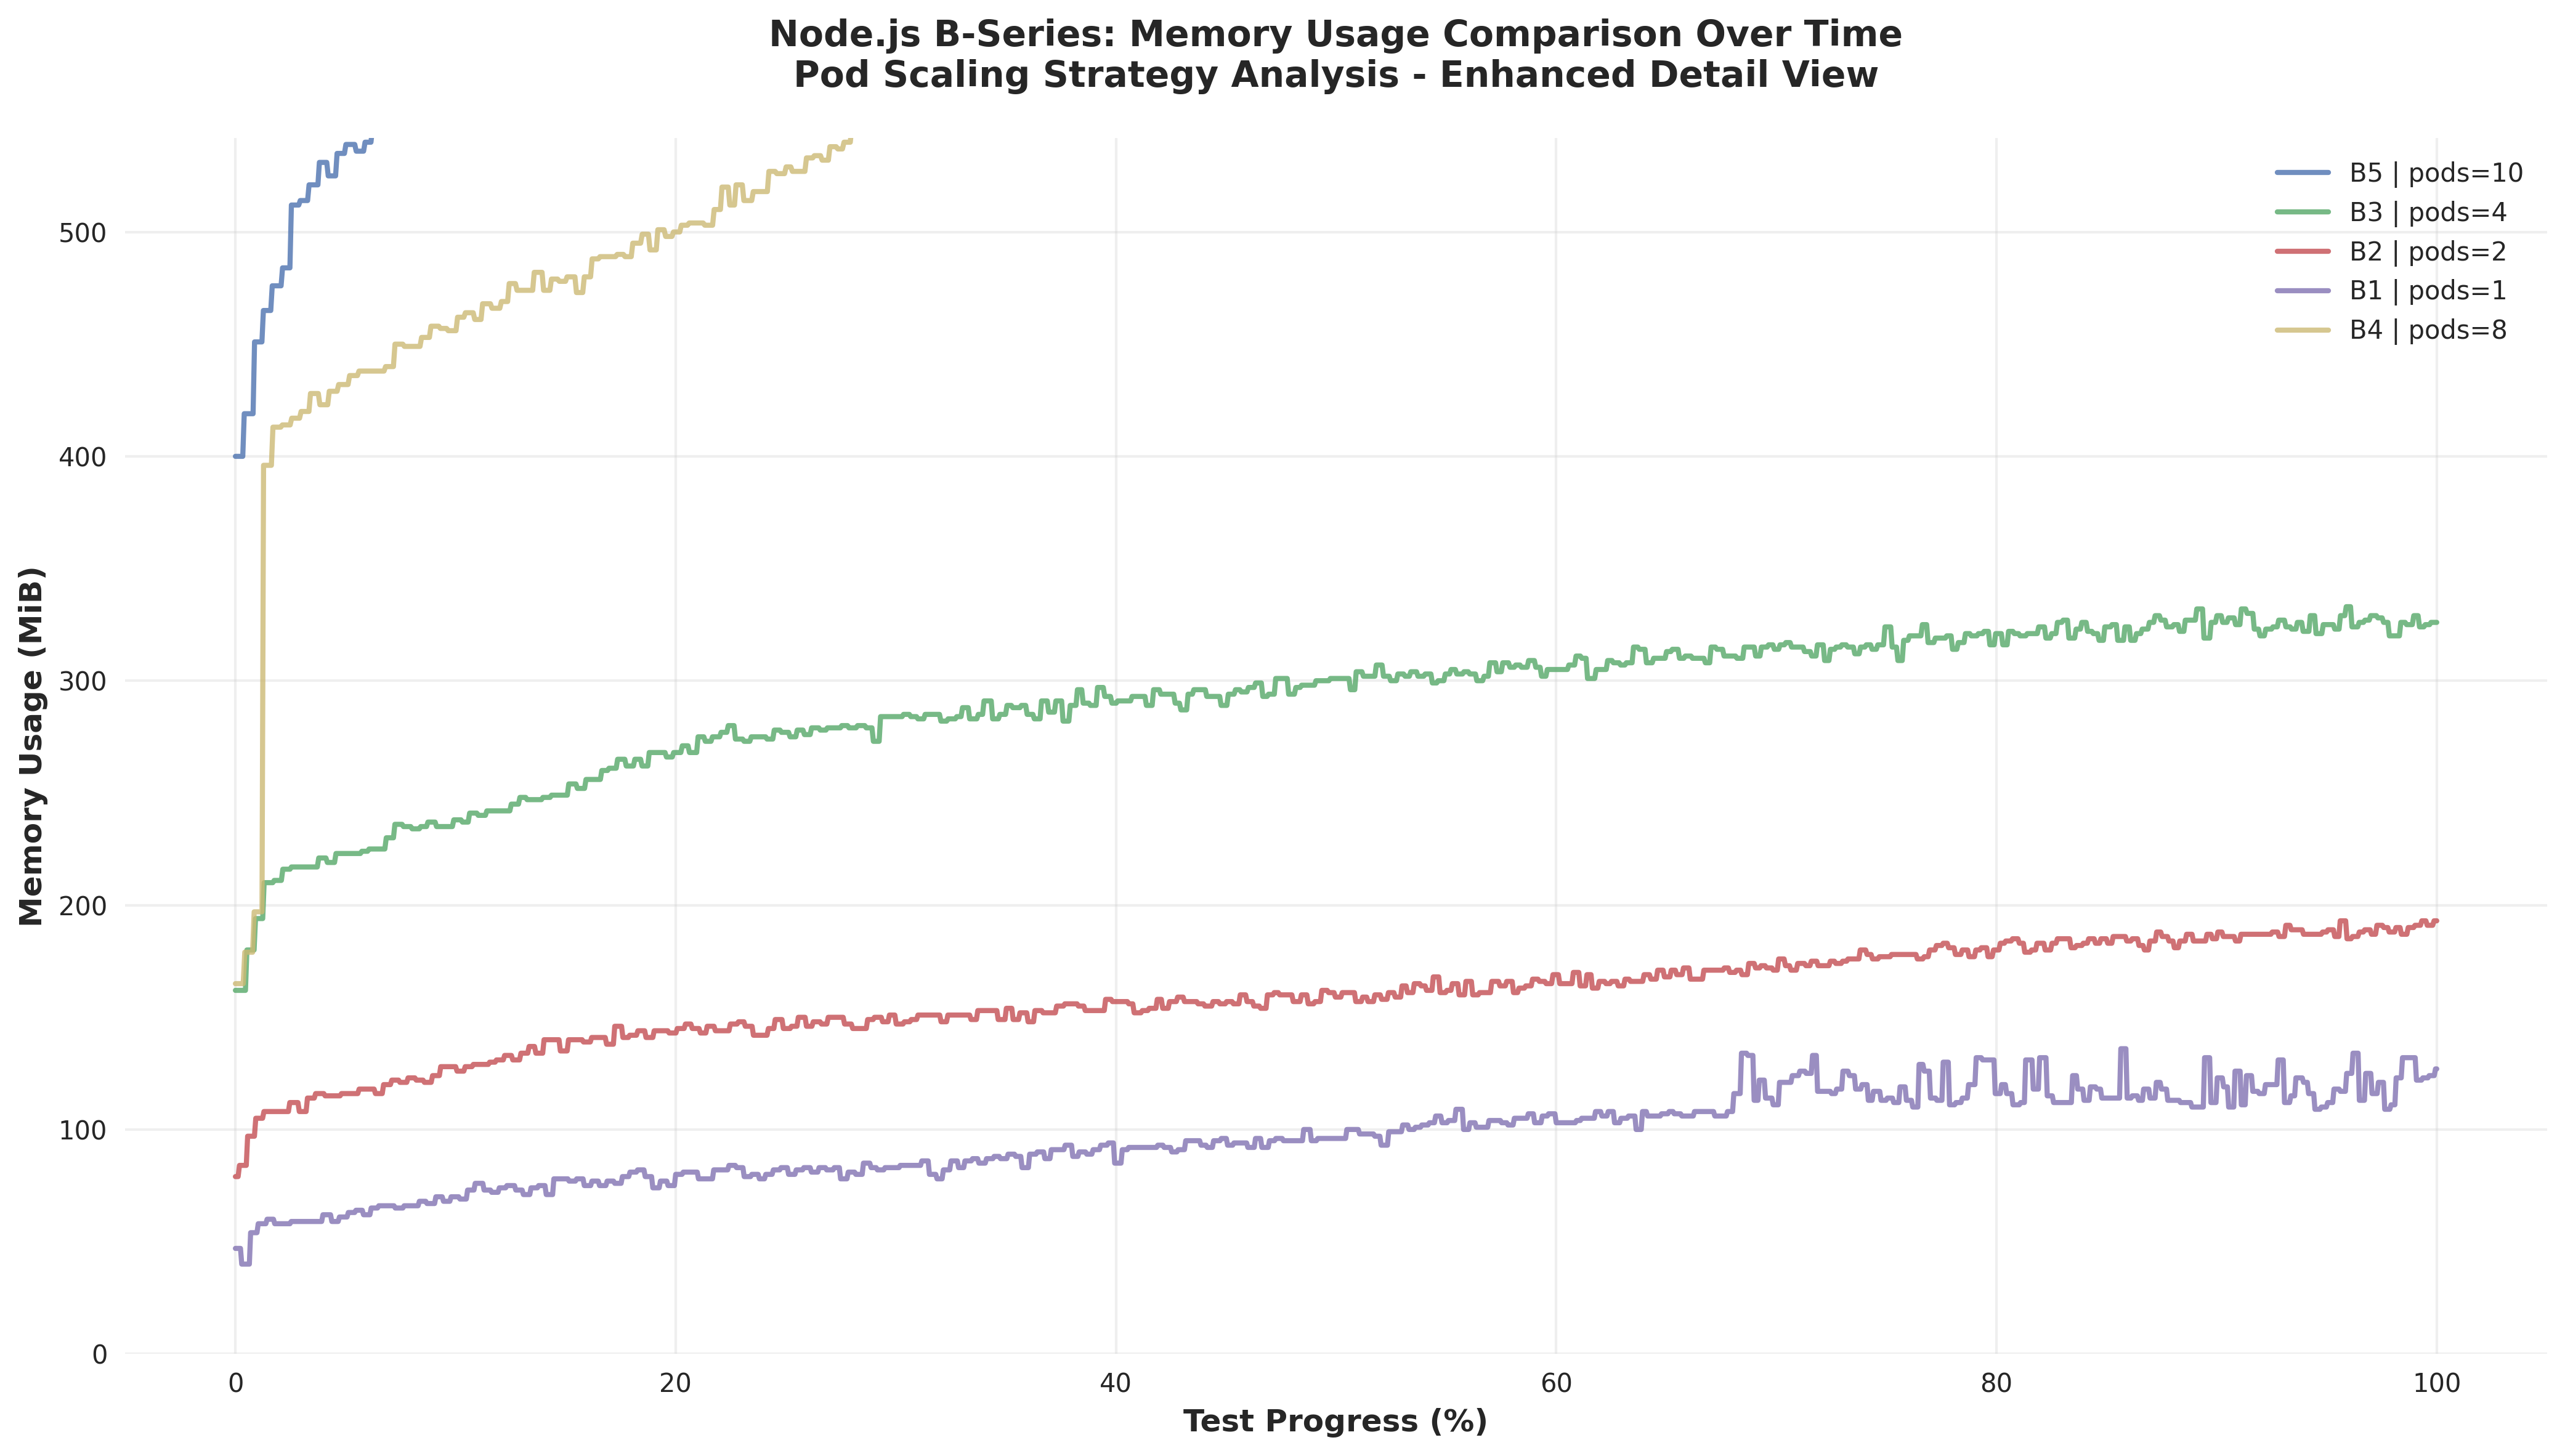 Node.js B-Series: Memory Usage Comparison Over Time
Pod Scaling Strategy Analysis - Enhanced Detail View
B5 | pods=10
B3 | pods=4
B2 | pods=2
B1 | pods=1
B4 | pods=8
Memory Usage (MiB)
500
400
300
200
100
0
0
20
40
60
80
100
Test Progress (%)